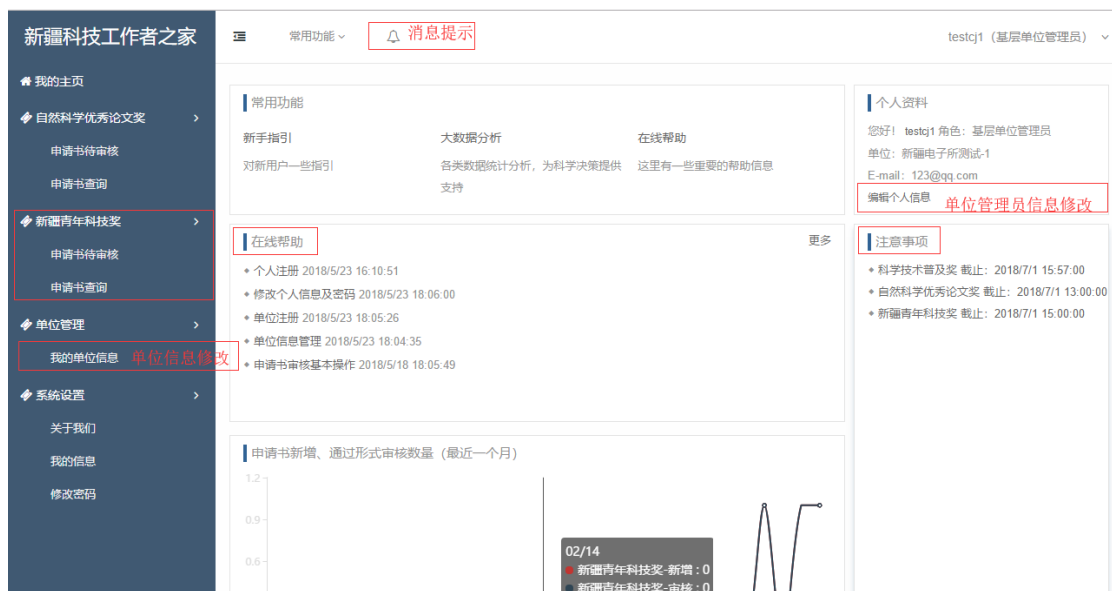 新疆科技工作者之家
常用功能
消息提示
testcj1（基层单位管理员）
我的主页
自然科学优秀论文奖
申请书待审核
申请书查询
新疆青年科技奖
申请书待审核
申请书查询
单位管理
我的单位信息 单位信息修改
系统设置
关于我们
我的信息
修改密码
常用功能
新手指引
对新用户一些指引
大数据分析
各类数据统计分析，为科学决策提供
支持
在线帮助
这里有一些重要的帮助信息
个人资料
您好！ testcj1 角色：基层单位管理员
单位：新疆电子所测试-1
E-mail：123@qq.com
编辑个人信息 单位管理员信息修改
在线帮助
更多
个人注册 2018/5/23 16:10:51
修改个人信息及密码 2018/5/23 18:06:00
单位注册 2018/5/23 18:05:26
单位信息管理 2018/5/23 18:04:35
申请书审核基本操作 2018/5/18 18:05:49
注意事项
科学技术普及奖 截止：2018/7/1 15:57:00
自然科学优秀论文奖 截止：2018/7/1 13:00:00
新疆青年科技奖 截止：2018/7/1 15:00:00
申请书新增、通过形式审核数量（最近一个月）
1.2
0.9
0.6
02/14
新疆青年科技奖-新增 : 0
新疆青年科技奖-审核 : 0